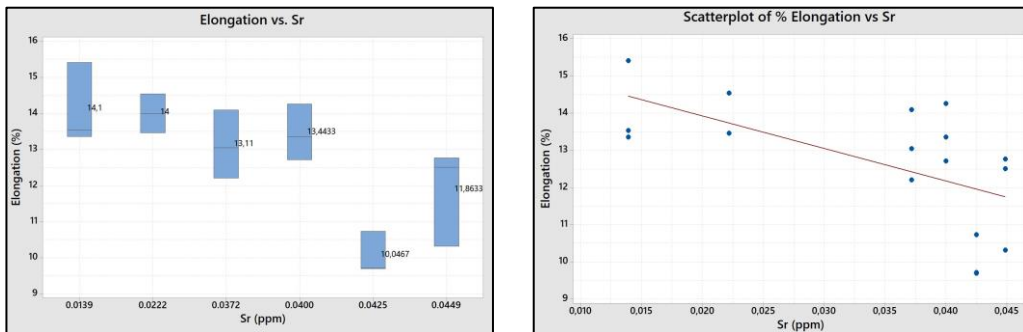 Elongation vs. Sr
16
15
14
13
12
11
10
9
Elongation (%)
14,1
14
13,11
13,4433
10,0467
11,8633
0.0139 0.0222 0.0372 0.0400 0.0425 0.0449
Sr (ppm)
Scatterplot of % Elongation vs Sr
16
15
14
13
12
11
10
9
Elongation (%)
0,010 0,015 0,020 0,025 0,030 0,035 0,040 0,045
Sr (ppm)